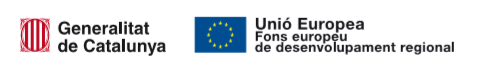 Generalitat
de Catalunya
Unió Europea
Fons europeu
de desenvolupament regional